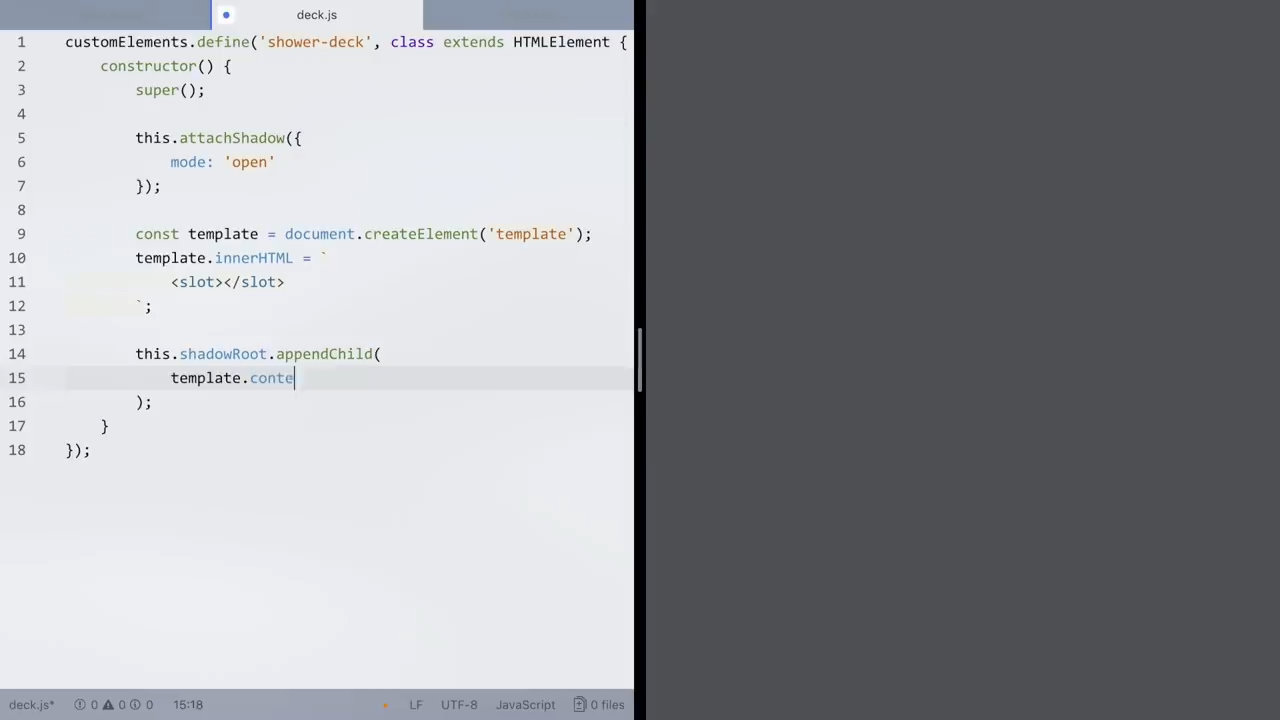 deck.js
1 customElements.define('shower-deck', class extends HTMLElement {
2 constructor() {
3 super();
4
5 this.attachShadow({
6 mode: 'open'
7 });
8
9 const template = document.createElement('template');
10 template.innerHTML = `
11 <slot></slot>
12 `;
13
14 this.shadowRoot.appendChild(
15 template.conte
16 );
17 }
18 });
deck.js* 0 0 0 15:18 LF UTF-8 JavaScript 0 files